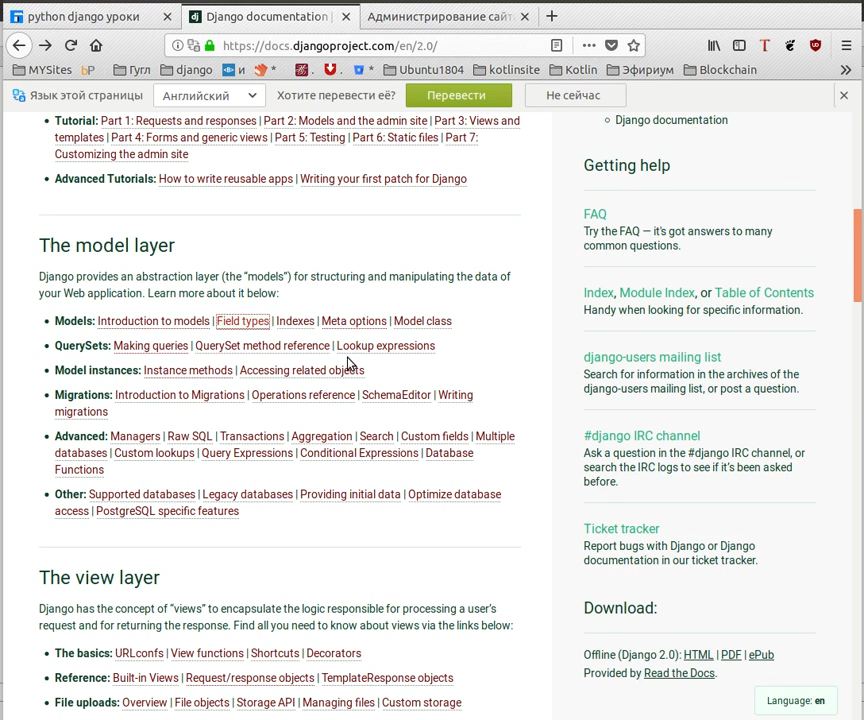 python django уроки
Django documentation |
Администрирование сайт
https://docs.djangoproject.com/en/2.0/
MYSites
bP
Гугл
django
и
*
.
.
*
Ubuntu1804
kotlinsite
Kotlin
Эфириум
Blockchain
Язык этой страницы
Английский
Хотите перевести её?
Перевести
Не сейчас
Tutorial: Part 1: Requests and responses | Part 2: Models and the admin site | Part 3: Views and
templates | Part 4: Forms and generic views | Part 5: Testing | Part 6: Static files | Part 7:
Customizing the admin site
Advanced Tutorials: How to write reusable apps | Writing your first patch for Django
The model layer
Django provides an abstraction layer (the “models”) for structuring and manipulating the data of
your Web application. Learn more about it below:
Models: Introduction to models | Field types | Indexes | Meta options | Model class
QuerySets: Making queries | QuerySet method reference | Lookup expressions
Model instances: Instance methods | Accessing related objects
Migrations: Introduction to Migrations | Operations reference | SchemaEditor | Writing
migrations
Advanced: Managers | Raw SQL | Transactions | Aggregation | Search | Custom fields | Multiple
databases | Custom lookups | Query Expressions | Conditional Expressions | Database
Functions
Other: Supported databases | Legacy databases | Providing initial data | Optimize database
access | PostgreSQL specific features
The view layer
Django has the concept of “views” to encapsulate the logic responsible for processing a user’s
request and for returning the response. Find all you need to know about views via the links below:
The basics: URLconfs | View functions | Shortcuts | Decorators
Reference: Built-in Views | Request/response objects | TemplateResponse objects
File uploads: Overview | File objects | Storage API | Managing files | Custom storage
Django documentation
Getting help
FAQ
Try the FAQ — it's got answers to many
common questions.
Index, Module Index, or Table of Contents
Handy when looking for specific information.
django-users mailing list
Search for information in the archives of the
django-users mailing list, or post a question.
#django IRC channel
Ask a question in the #django IRC channel, or
search the IRC logs to see if it’s been asked
before.
Ticket tracker
Report bugs with Django or Django
documentation in our ticket tracker.
Download:
Offline (Django 2.0): HTML | PDF | ePub
Provided by Read the Docs.
Language: en